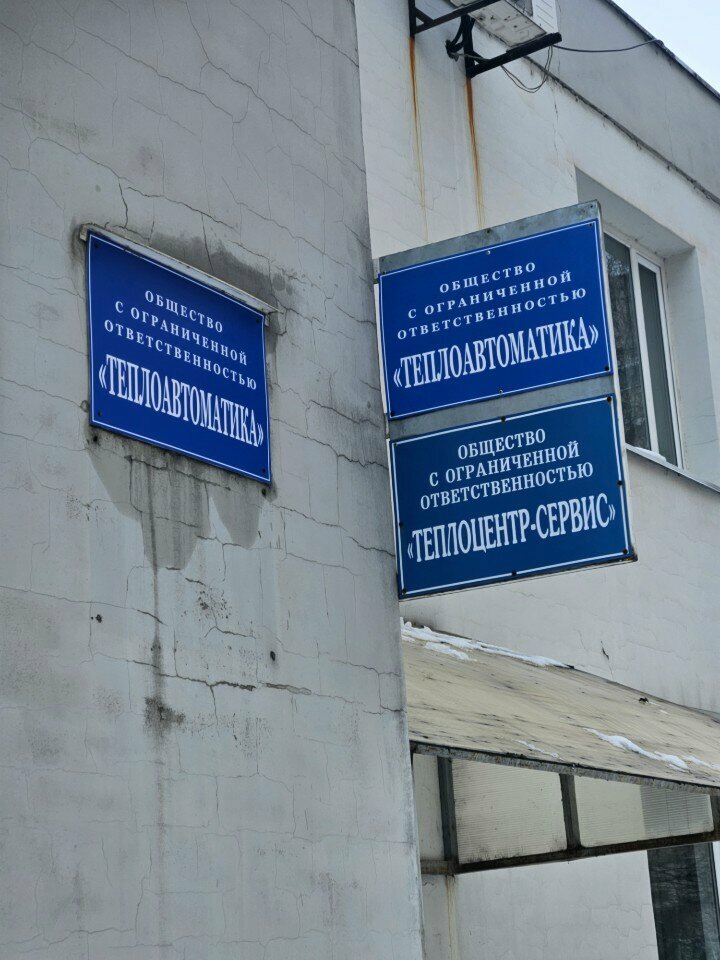 ОБЩЕСТВО
С ОГРАНИЧЕННОЙ
ОТВЕТСТВЕННОСТЬЮ
«ТЕПЛОАВТОМАТИКА»
ОБЩЕСТВО
С ОГРАНИЧЕННОЙ
ОТВЕТСТВЕННОСТЬЮ
«ТЕПЛОАВТОМАТИКА»
ОБЩЕСТВО
С ОГРАНИЧЕННОЙ
ОТВЕТСТВЕННОСТЬЮ
«ТЕПЛОЦЕНТР-СЕРВИС»